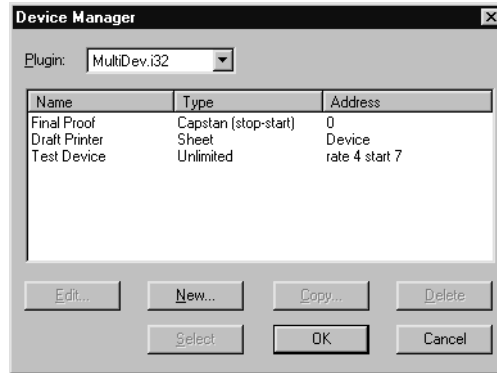 Device Manager
Plugin: MultiDev.i32
Name Type Address
Final Proof Capstan (stop-start) 0
Draft Printer Sheet Device
Test Device Unlimited rate 4 start 7
Edit... New... Copy... Delete
Select OK Cancel